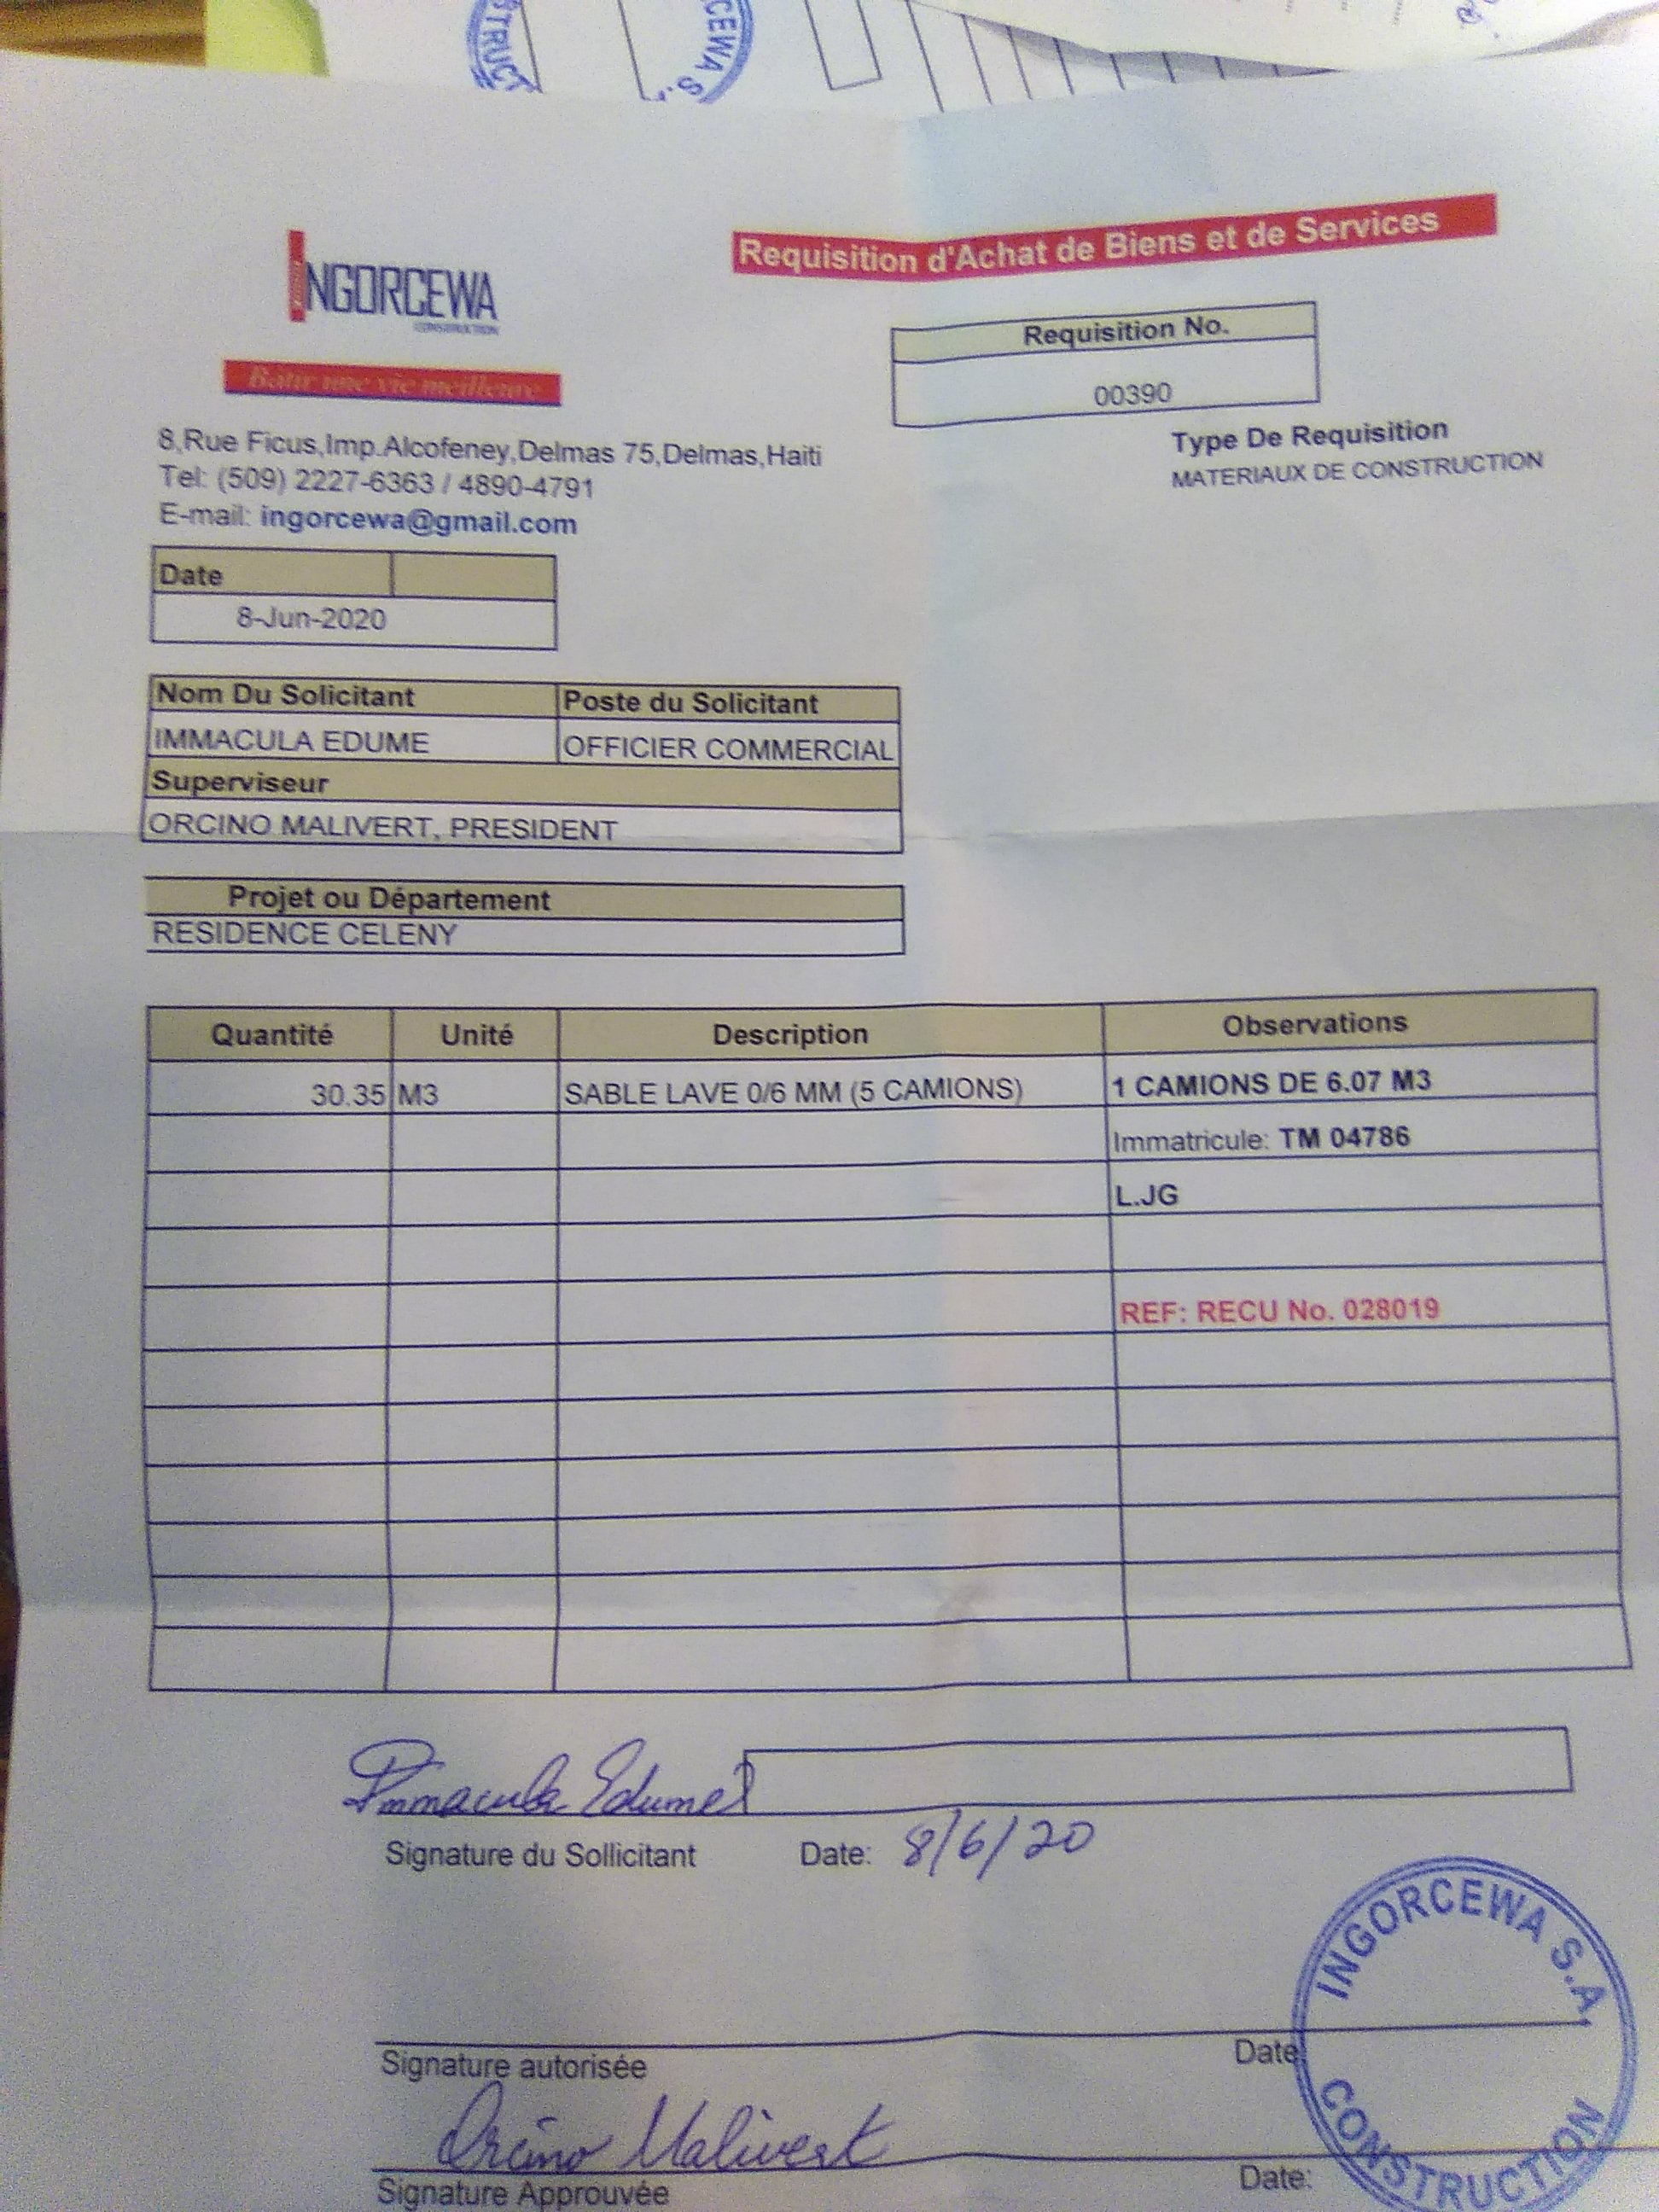 TRUC
CEWA S.
INGORCEWA
CONSTRUCTION
Bâtir une vie meilleure
Requisition d'Achat de Biens et de Services
Requisition No.
00390
Type De Requisition
MATERIAUX DE CONSTRUCTION
8,Rue Ficus,Imp.Alcofeney,Delmas 75,Delmas,Haiti
Tel: (509) 2227-6363 / 4890-4791
E-mail: ingorcewa@gmail.com
Date
8-Jun-2020
Nom Du Solicitant Poste du Solicitant
IMMACULA EDUME OFFICIER COMMERCIAL
Superviseur
ORCINO MALIVERT, PRESIDENT
Projet ou Département
RESIDENCE CELENY
Quantité Unité Description Observations
30.35 M3 SABLE LAVE 0/6 MM (5 CAMIONS) 1 CAMIONS DE 6.07 M3
Immatricule: TM 04786
L.JG
REF: RECU No. 028019
Immacula Edume
Signature du Sollicitant Date: 8/6/20
Signature autorisée Date
Orcino Malivert
Signature Approuvée Date:
INGORCEWA S.A.
CONSTRUCTION